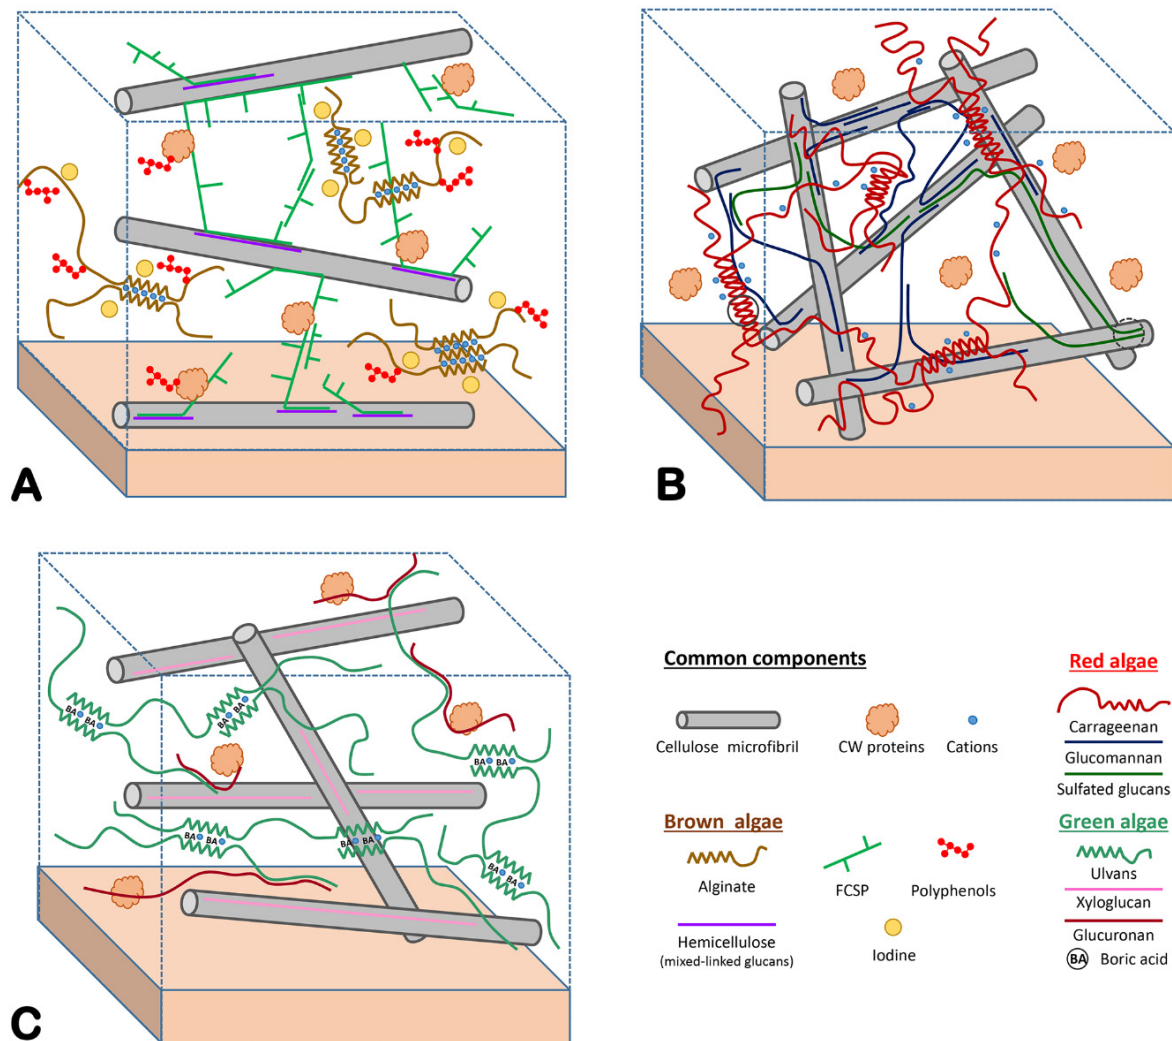 A
B
BA BA
BA BA
BA BA
BA BA
BA BA
BA BA
C
Common components
Cellulose microfibril
CW proteins
Cations
Red algae
Carrageenan
Glucomannan
Sulfated glucans
Brown algae
Alginate
FCSP
Polyphenols
Hemicellulose
(mixed-linked glucans)
Iodine
Green algae
Ulvans
Xyloglucan
Glucuronan
BA Boric acid